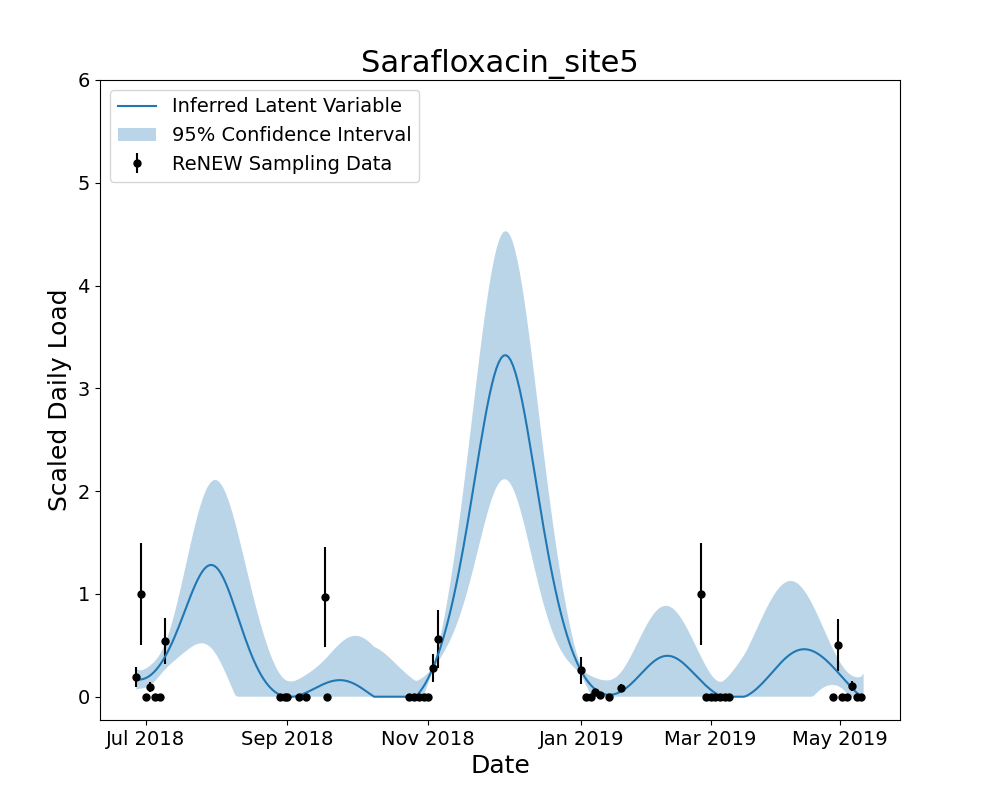 Sarafloxacin_site5
Inferred Latent Variable
95% Confidence Interval
ReNEW Sampling Data
Scaled Daily Load
6
5
4
3
2
1
0
Jul 2018 Sep 2018 Nov 2018 Jan 2019 Mar 2019 May 2019
Date